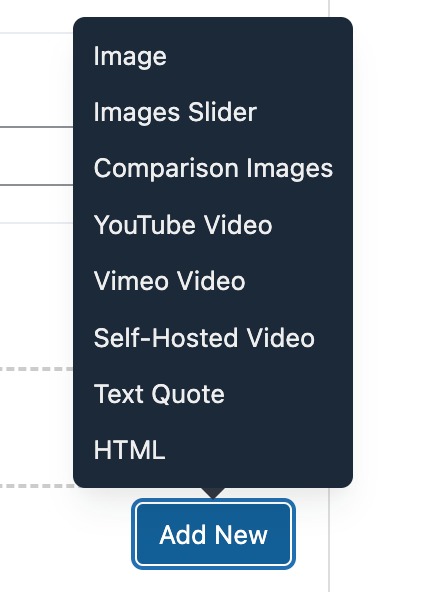 Image
Images Slider
Comparison Images
YouTube Video
Vimeo Video
Self-Hosted Video
Text Quote
HTML
Add New